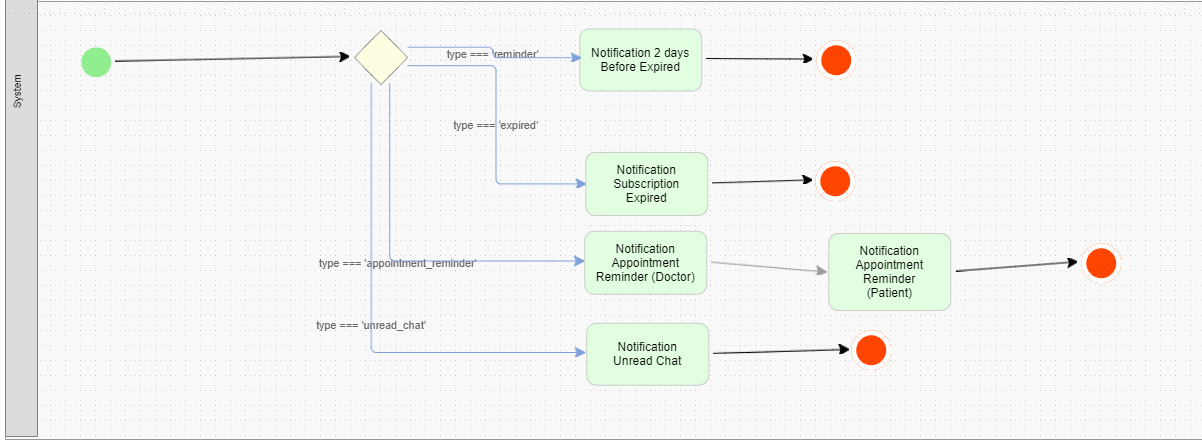 System
type === 'reminder'
Notification 2 days
Before Expired
type === 'expired'
Notification
Subscription
Expired
type === 'appointment_reminder'
Notification
Appointment
Reminder (Doctor)
Notification
Appointment
Reminder
(Patient)
type === 'unread_chat'
Notification
Unread Chat